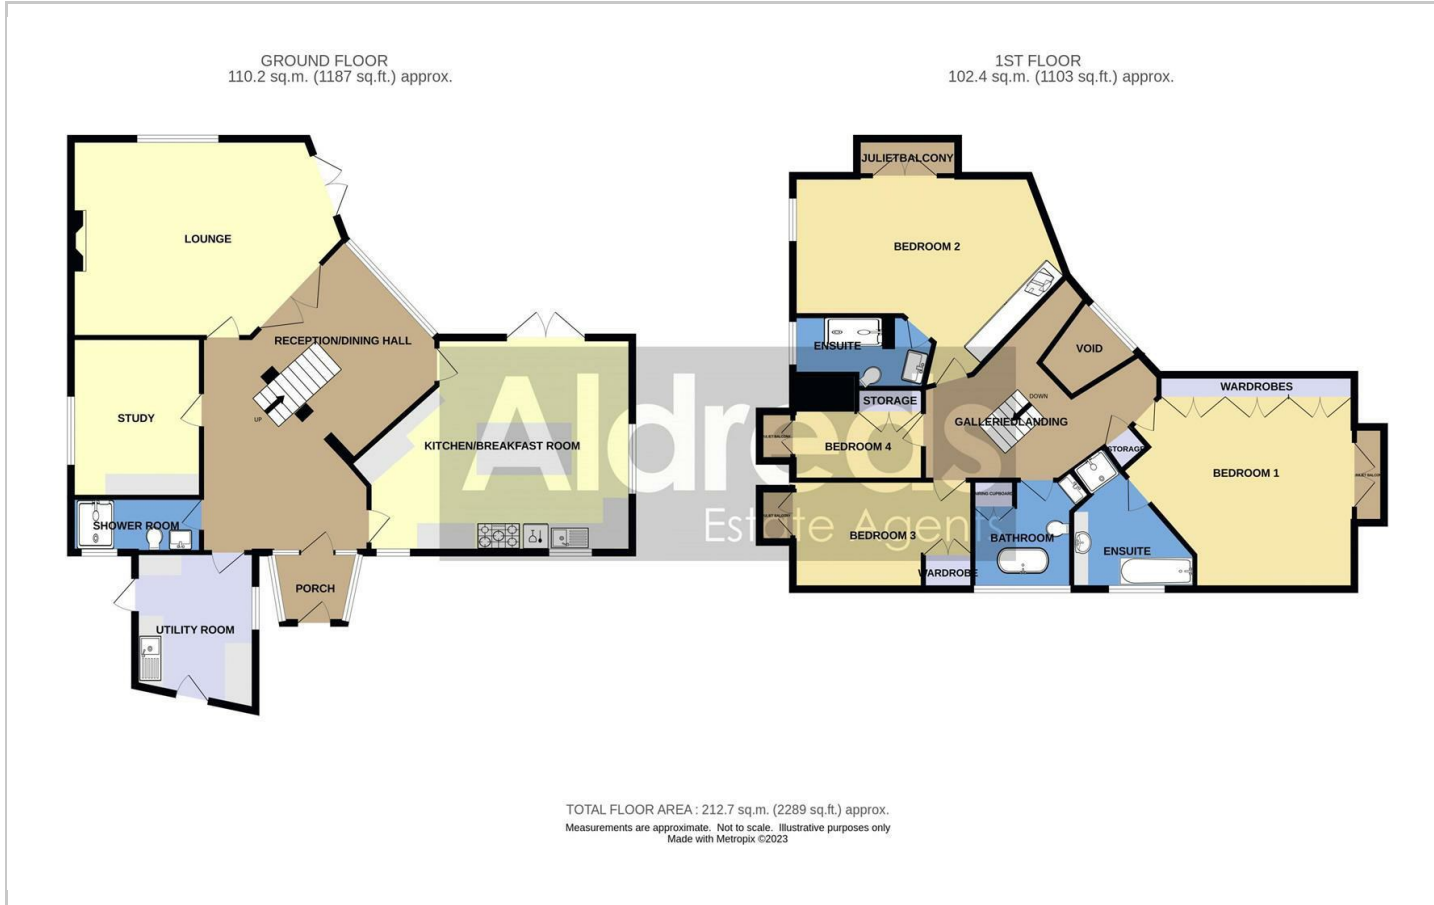 GROUND FLOOR
110.2 sq.m. (1187 sq.ft.) approx.
1ST FLOOR
102.4 sq.m. (1103 sq.ft.) approx.
LOUNGE
RECEPTION/DINING HALL
STUDY
UP
KITCHEN/BREAKFAST ROOM
SHOWER ROOM
PORCH
UTILITY ROOM
JULIETBALCONY
BEDROOM 2
ENSUITE
VOID
STORAGE
WARDROBES
DOWN
GALLERIEDLANDING
BEDROOM 4
STORAGE
BEDROOM 1
BEDROOM 3
BATHROOM
ENSUITE
WARDROBE
Aldreds
Estate Agents
TOTAL FLOOR AREA : 212.7 sq.m. (2289 sq.ft.) approx.
Measurements are approximate. Not to scale. Illustrative purposes only
Made with Metropix ©2023